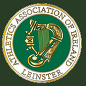 ATHLETICS ASSOCIATION OF IRELAND
LEINSTER